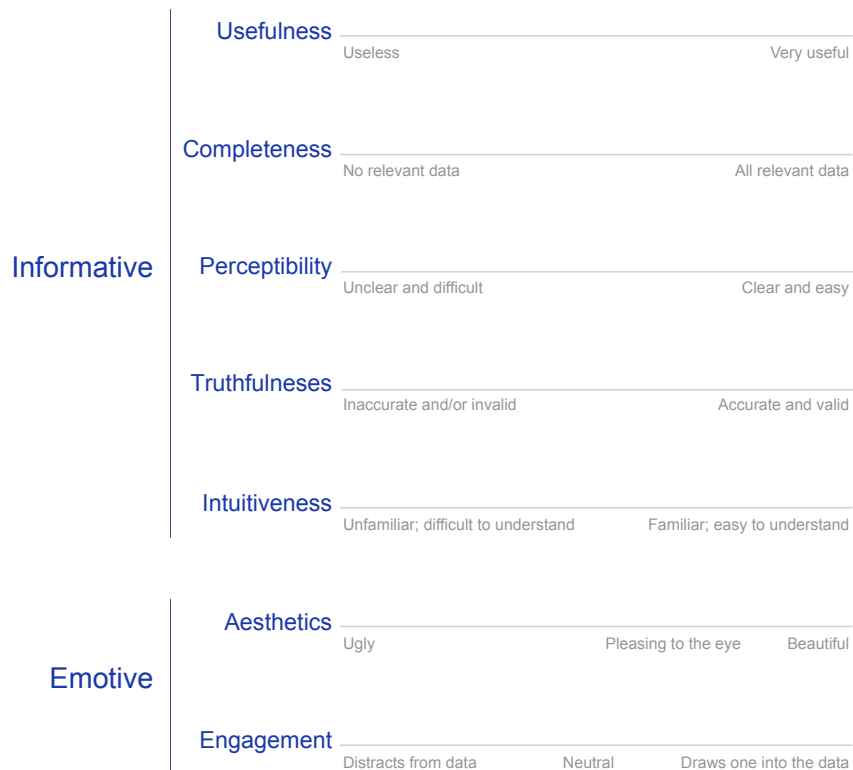 Usefulness
Useless Very useful
Completeness
No relevant data All relevant data
Informative
Perceptibility
Unclear and difficult Clear and easy
Truthfulneses
Inaccurate and/or invalid Accurate and valid
Intuitiveness
Unfamiliar; difficult to understand Familiar; easy to understand
Aesthetics
Ugly Pleasing to the eye Beautiful
Emotive
Engagement
Distracts from data Neutral Draws one into the data